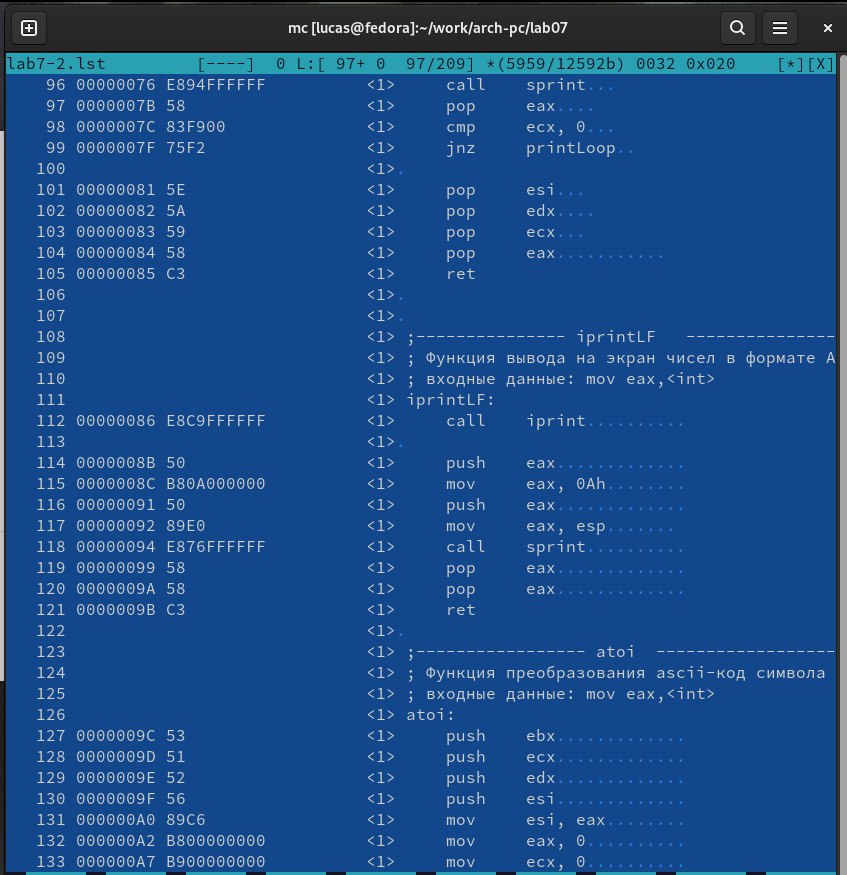 mc [lucas@fedora]:~/work/arch-pc/lab07
lab7-2.lst [----] 0 L:[ 97+ 0 97/209] *(5959/12592b) 0032 0x020 [*][X]
96 00000076 E894FFFFFF <1> call sprint...
97 0000007B 58 <1> pop eax....
98 0000007C 83F900 <1> cmp ecx, 0...
99 0000007F 75F2 <1> jnz printLoop..
100 <1>.
101 00000081 5E <1> pop esi...
102 00000082 5A <1> pop edx....
103 00000083 59 <1> pop ecx...
104 00000084 58 <1> pop eax...........
105 00000085 C3 <1> ret
106 <1>.
107 <1>.
108 <1> ;--------------- iprintLF ---------------
109 <1> ; Функция вывода на экран чисел в формате A
110 <1> ; входные данные: mov eax,<int>
111 <1> iprintLF:
112 00000086 E8C9FFFFFF <1> call iprint..........
113 <1>.
114 0000008B 50 <1> push eax.............
115 0000008C B80A000000 <1> mov eax, 0Ah........
116 00000091 50 <1> push eax.............
117 00000092 89E0 <1> mov eax, esp.......
118 00000094 E876FFFFFF <1> call sprint..........
119 00000099 58 <1> pop eax.............
120 0000009A 58 <1> pop eax.............
121 0000009B C3 <1> ret
122 <1>.
123 <1> ;----------------- atoi ------------------
124 <1> ; Функция преобразования ascii-код символа
125 <1> ; входные данные: mov eax,<int>
126 <1> atoi:
127 0000009C 53 <1> push ebx.............
128 0000009D 51 <1> push ecx.............
129 0000009E 52 <1> push edx.............
130 0000009F 56 <1> push esi.............
131 000000A0 89C6 <1> mov esi, eax........
132 000000A2 B800000000 <1> mov eax, 0..........
133 000000A7 B900000000 <1> mov ecx, 0..........